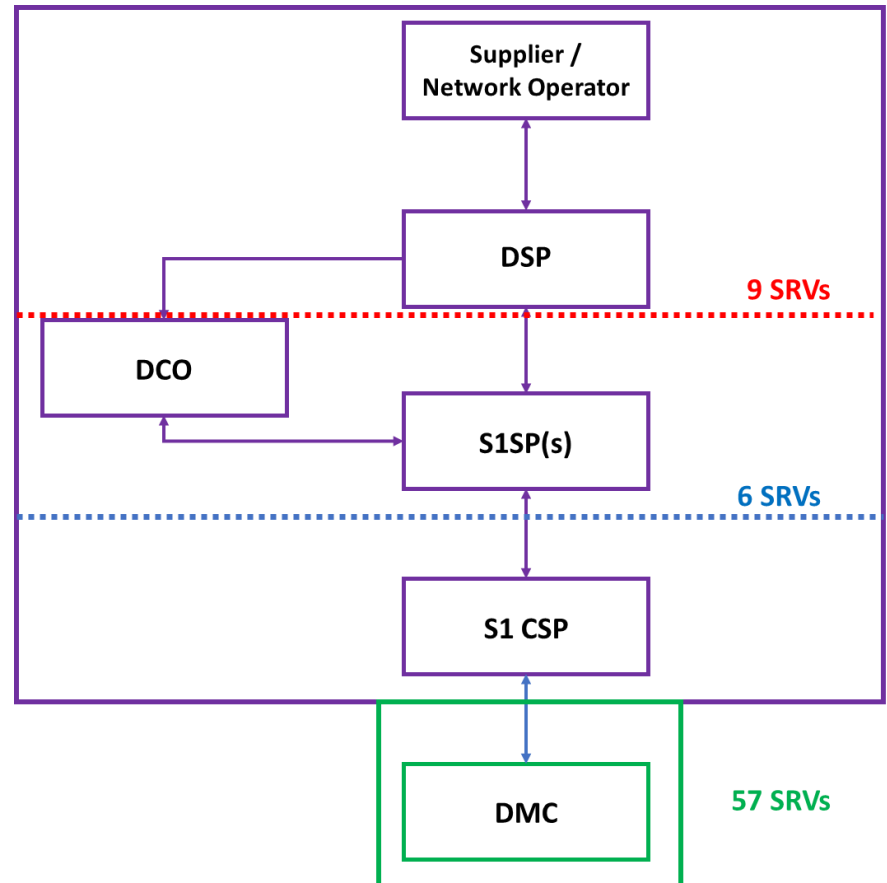 Supplier /
Network Operator
DSP
9 SRVs
DCO
S1SP(s)
6 SRVs
S1 CSP
DMC
57 SRVs